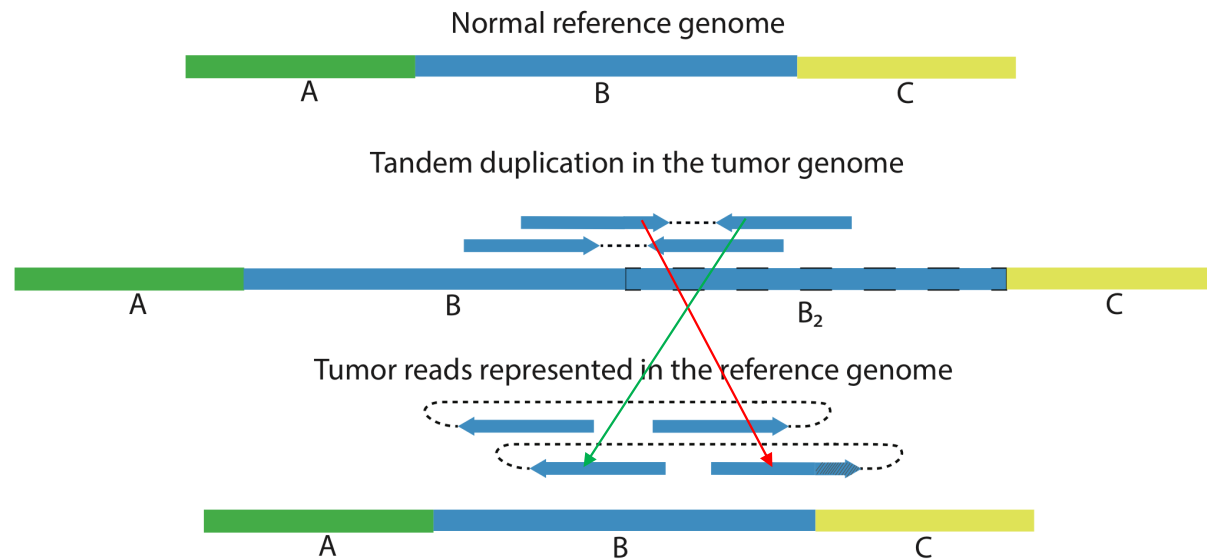 Normal reference genome
A B C
Tandem duplication in the tumor genome
A B B₂ C
Tumor reads represented in the reference genome
A B C